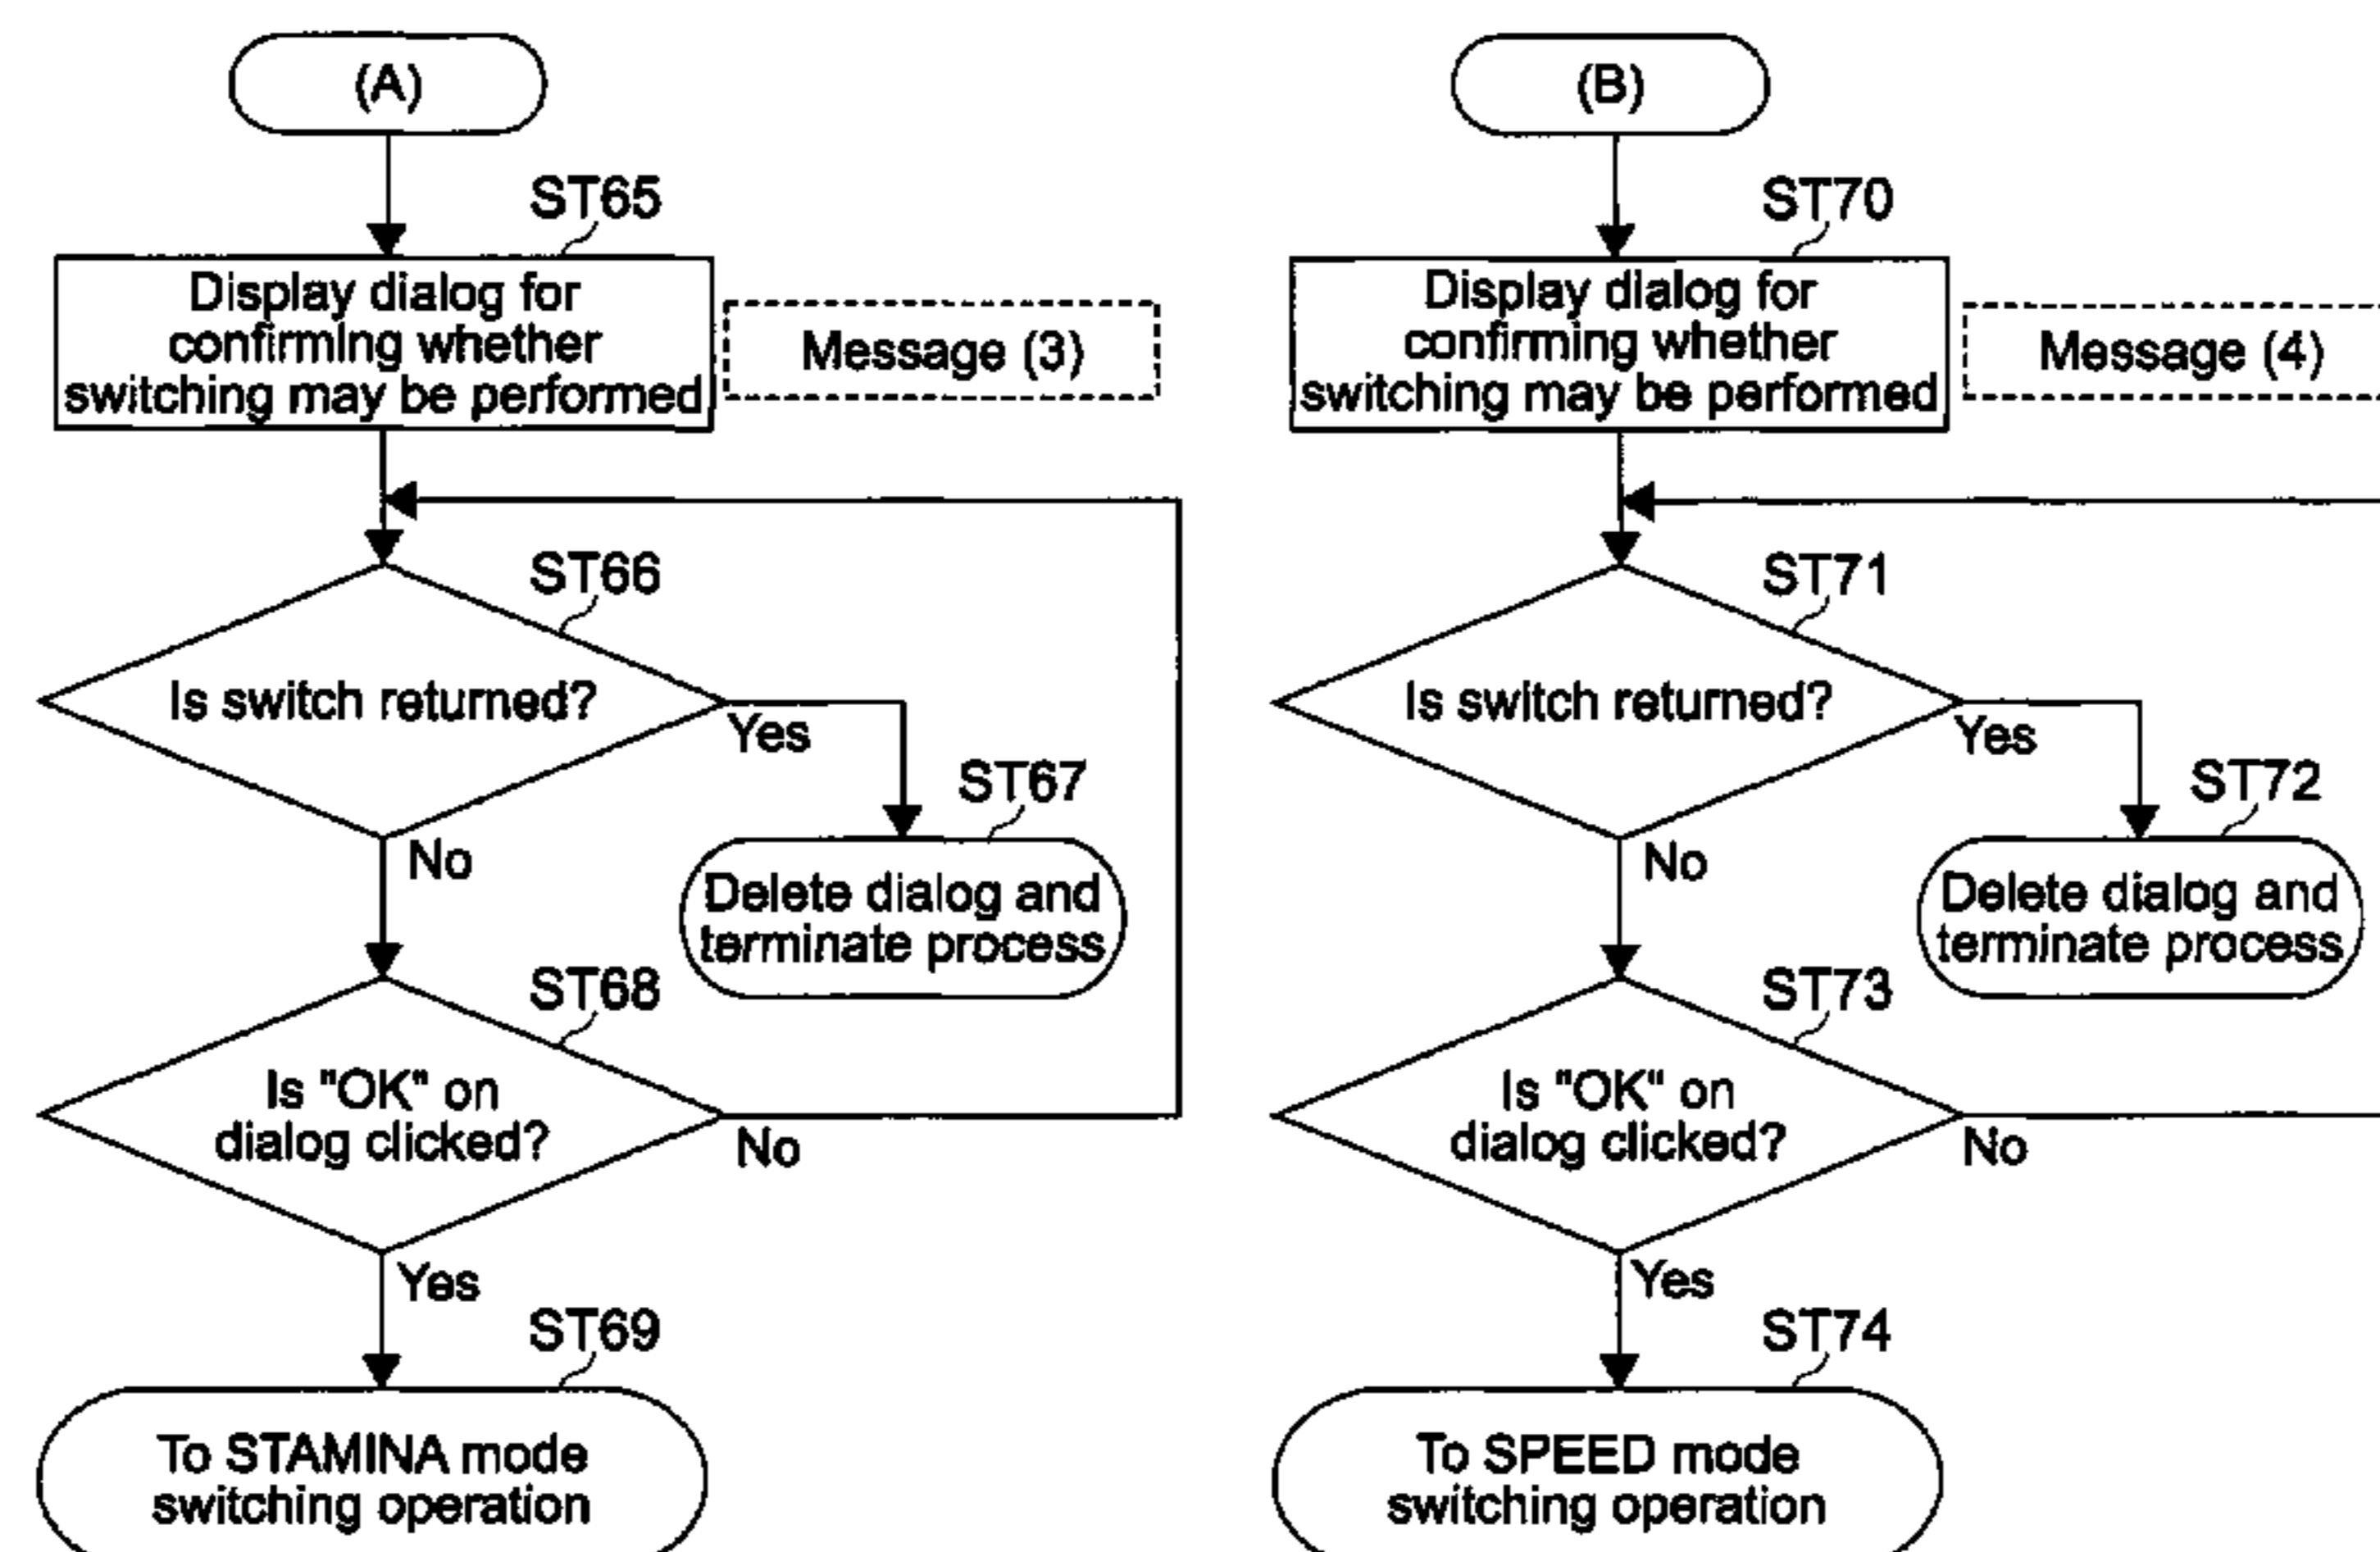 (A)
ST65
Display dialog for
confirming whether
switching may be performed
Message (3)
ST66
Is switch returned?
Yes
No
ST67
Delete dialog and
terminate process
ST68
Is "OK" on
dialog clicked?
No
Yes
ST69
To STAMINA mode
switching operation
(B)
ST70
Display dialog for
confirming whether
switching may be performed
Message (4)
ST71
Is switch returned?
Yes
No
ST72
Delete dialog and
terminate process
ST73
Is "OK" on
dialog clicked?
No
Yes
ST74
To SPEED mode
switching operation